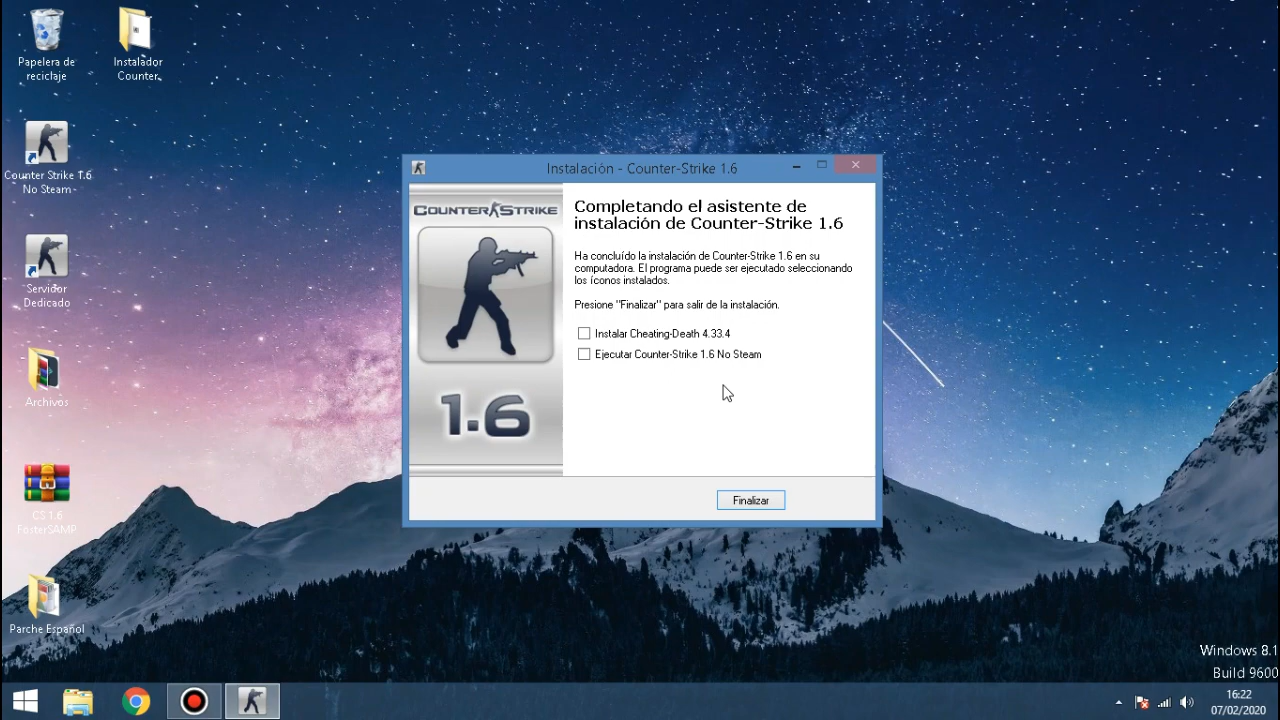 Papelera de
reciclaje
Instalador
Counter
Counter Strike 1.6
No Steam
Servidor
Dedicado
Archivos
CS 1.6
FosterSAMP
Parche Español
Instalación - Counter-Strike 1.6
COUNTER STRIKE
1.6
Completando el asistente de
instalación de Counter-Strike 1.6
Ha concluído la instalación de Counter-Strike 1.6 en su
computadora. El programa puede ser ejecutado seleccionando
los íconos instalados.
Presione "Finalizar" para salir de la instalación.
Instalar Cheating-Death 4.33.4
Ejecutar Counter-Strike 1.6 No Steam
Finalizar
Windows 8.1
Build 9600
16:22
07/02/2020